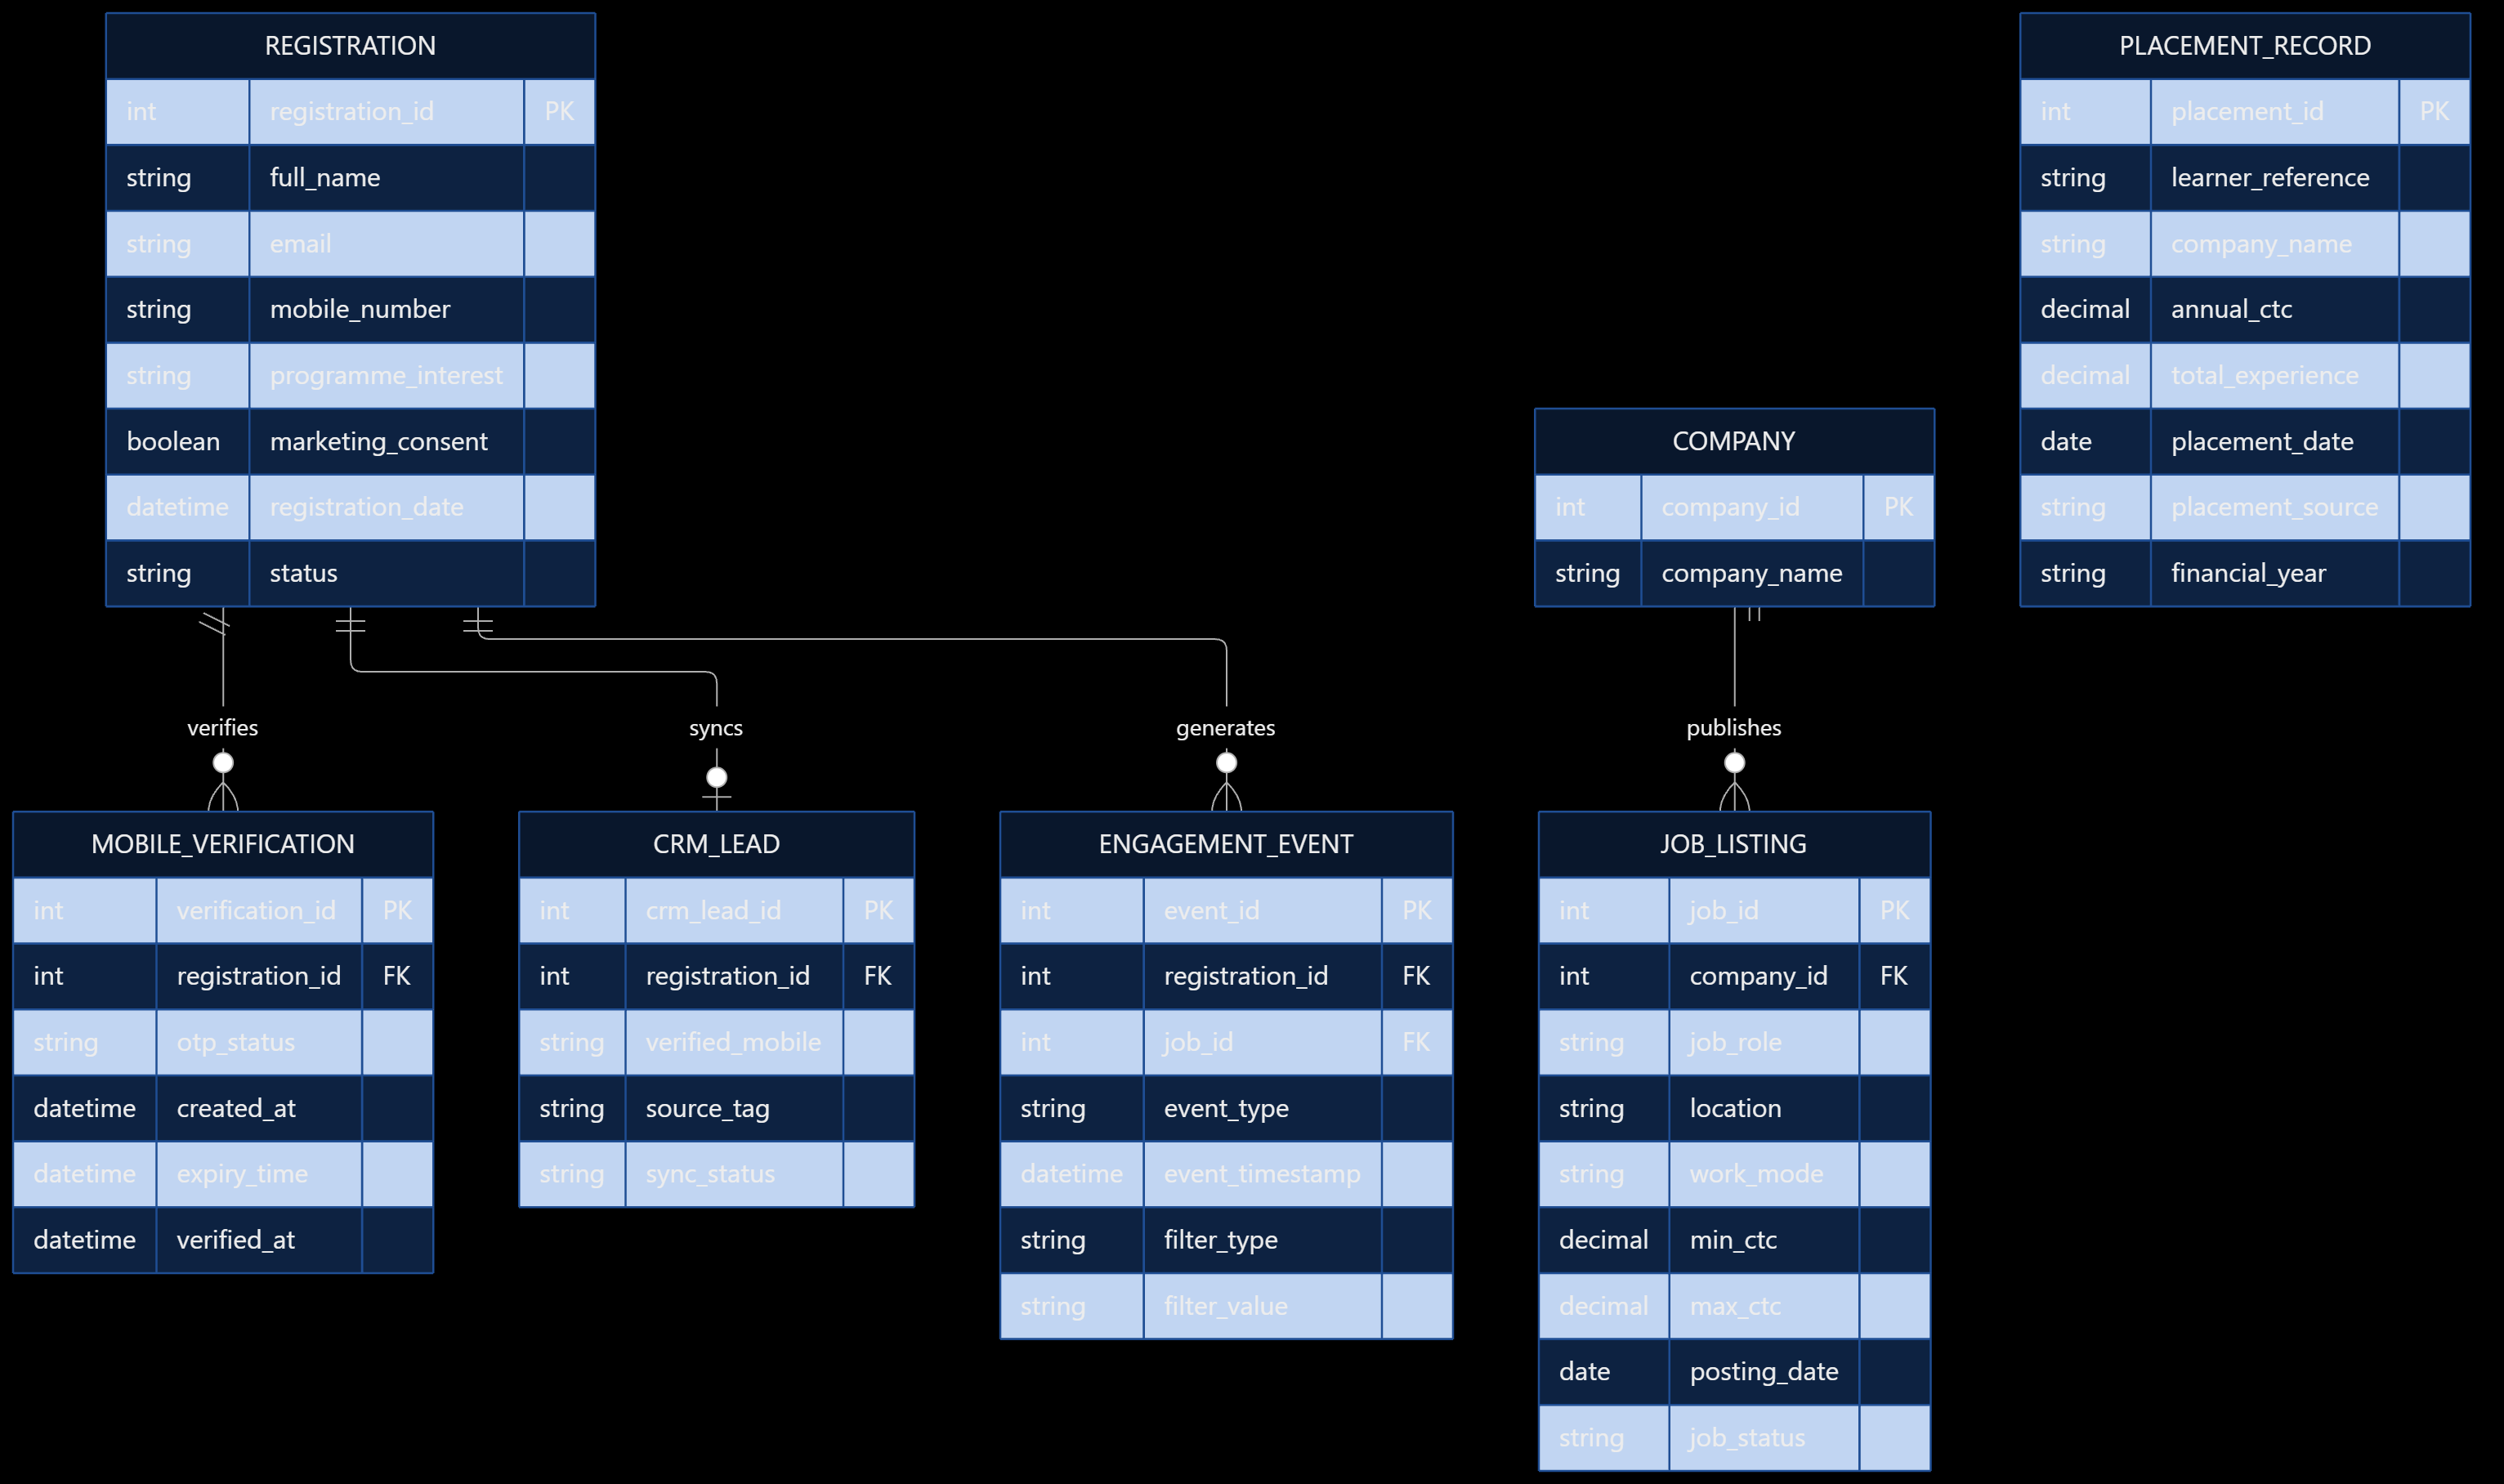 REGISTRATION
int registration_id PK
string full_name
string email
string mobile_number
string programme_interest
boolean marketing_consent
datetime registration_date
string status
PLACEMENT_RECORD
int placement_id PK
string learner_reference
string company_name
decimal annual_ctc
decimal total_experience
date placement_date
string placement_source
string financial_year
COMPANY
int company_id PK
string company_name
verifies
syncs
generates
publishes
MOBILE_VERIFICATION
int verification_id PK
int registration_id FK
string otp_status
datetime created_at
datetime expiry_time
datetime verified_at
CRM_LEAD
int crm_lead_id PK
int registration_id FK
string verified_mobile
string source_tag
string sync_status
ENGAGEMENT_EVENT
int event_id PK
int registration_id FK
int job_id FK
string event_type
datetime event_timestamp
string filter_type
string filter_value
JOB_LISTING
int job_id PK
int company_id FK
string job_role
string location
string work_mode
decimal min_ctc
decimal max_ctc
date posting_date
string job_status